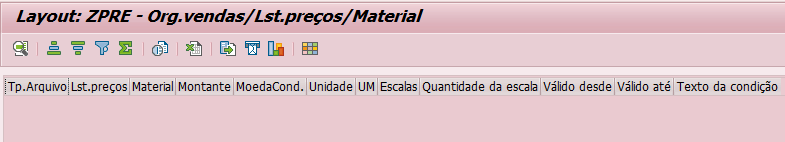 Layout: ZPRE - Org.vendas/Lst.preços/Material
Tp.Arquivo Lst.preços Material Montante MoedaCond. Unidade UM Escalas Quantidade da escala Válido desde Válido até Texto da condição